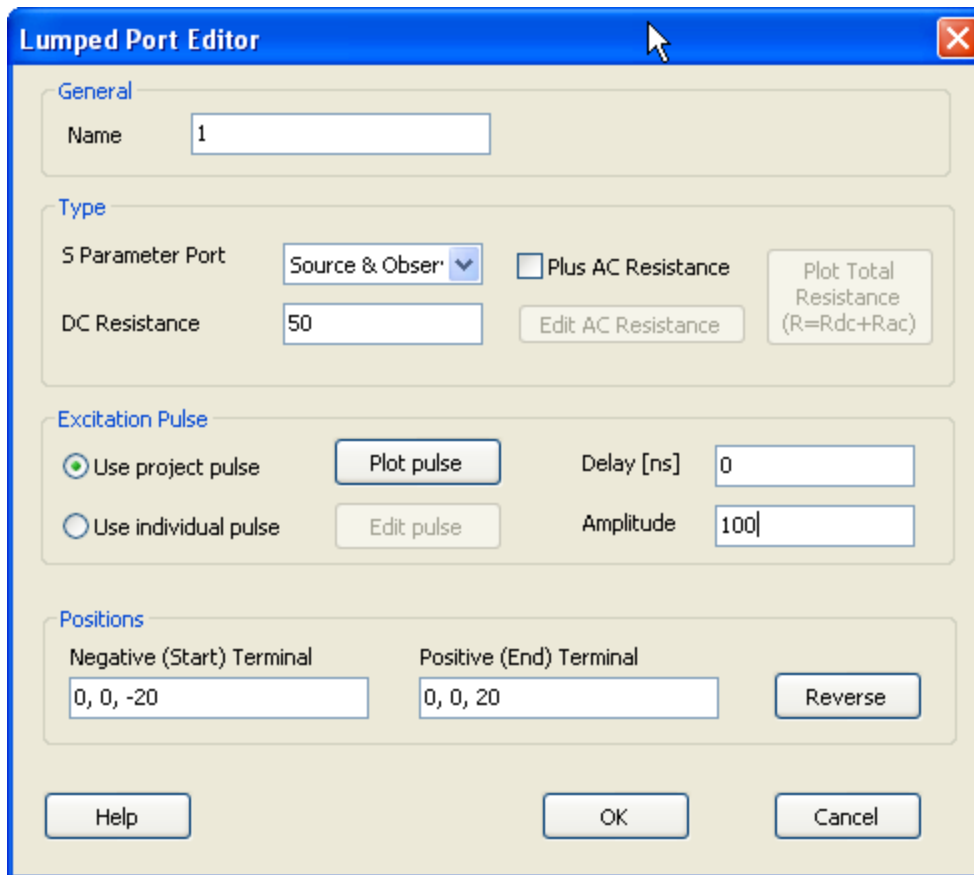 Lumped Port Editor
General
Name 1
Type
S Parameter Port Source & Obser
Plus AC Resistance
Plot Total
Resistance
(R=Rdc+Rac)
DC Resistance 50
Edit AC Resistance
Excitation Pulse
Use project pulse Plot pulse Delay [ns] 0
Use individual pulse Edit pulse Amplitude 100
Positions
Negative (Start) Terminal Positive (End) Terminal
0, 0, -20 0, 0, 20 Reverse
Help OK Cancel